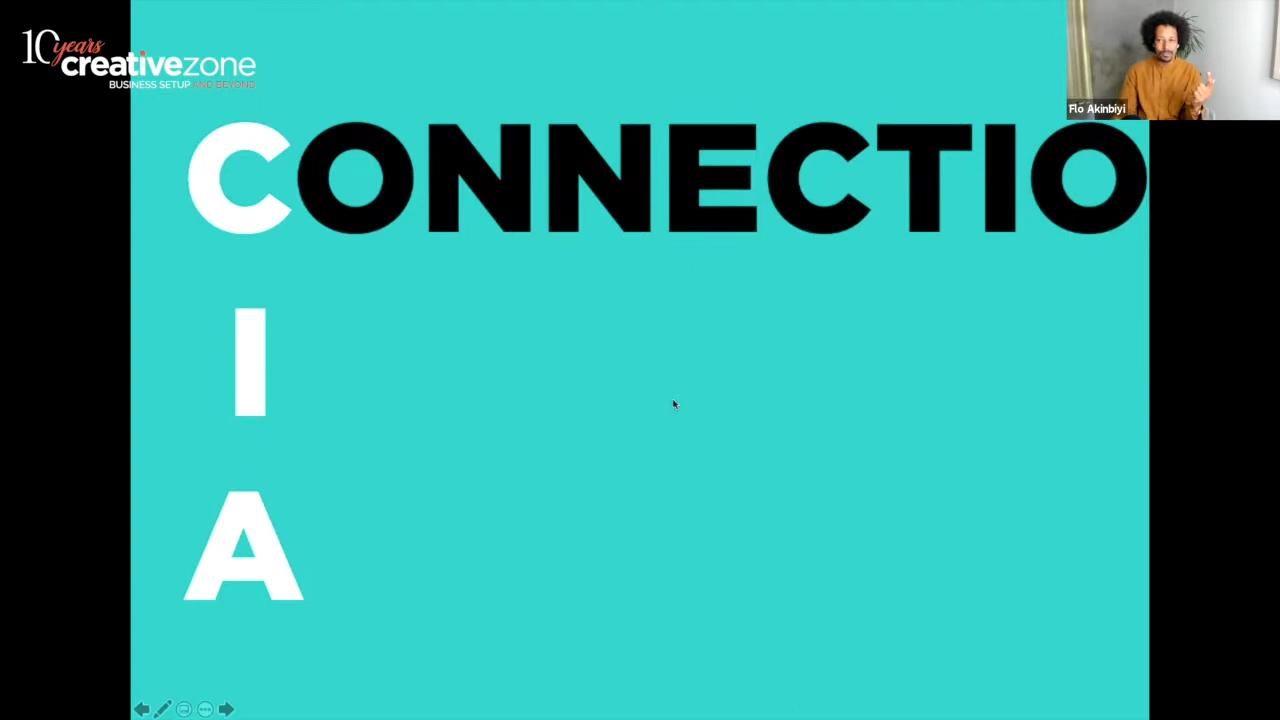 10 years
creativezone
BUSINESS SETUP AND BEYOND
Flo Akinbiyi
CONNECTIO
I
A